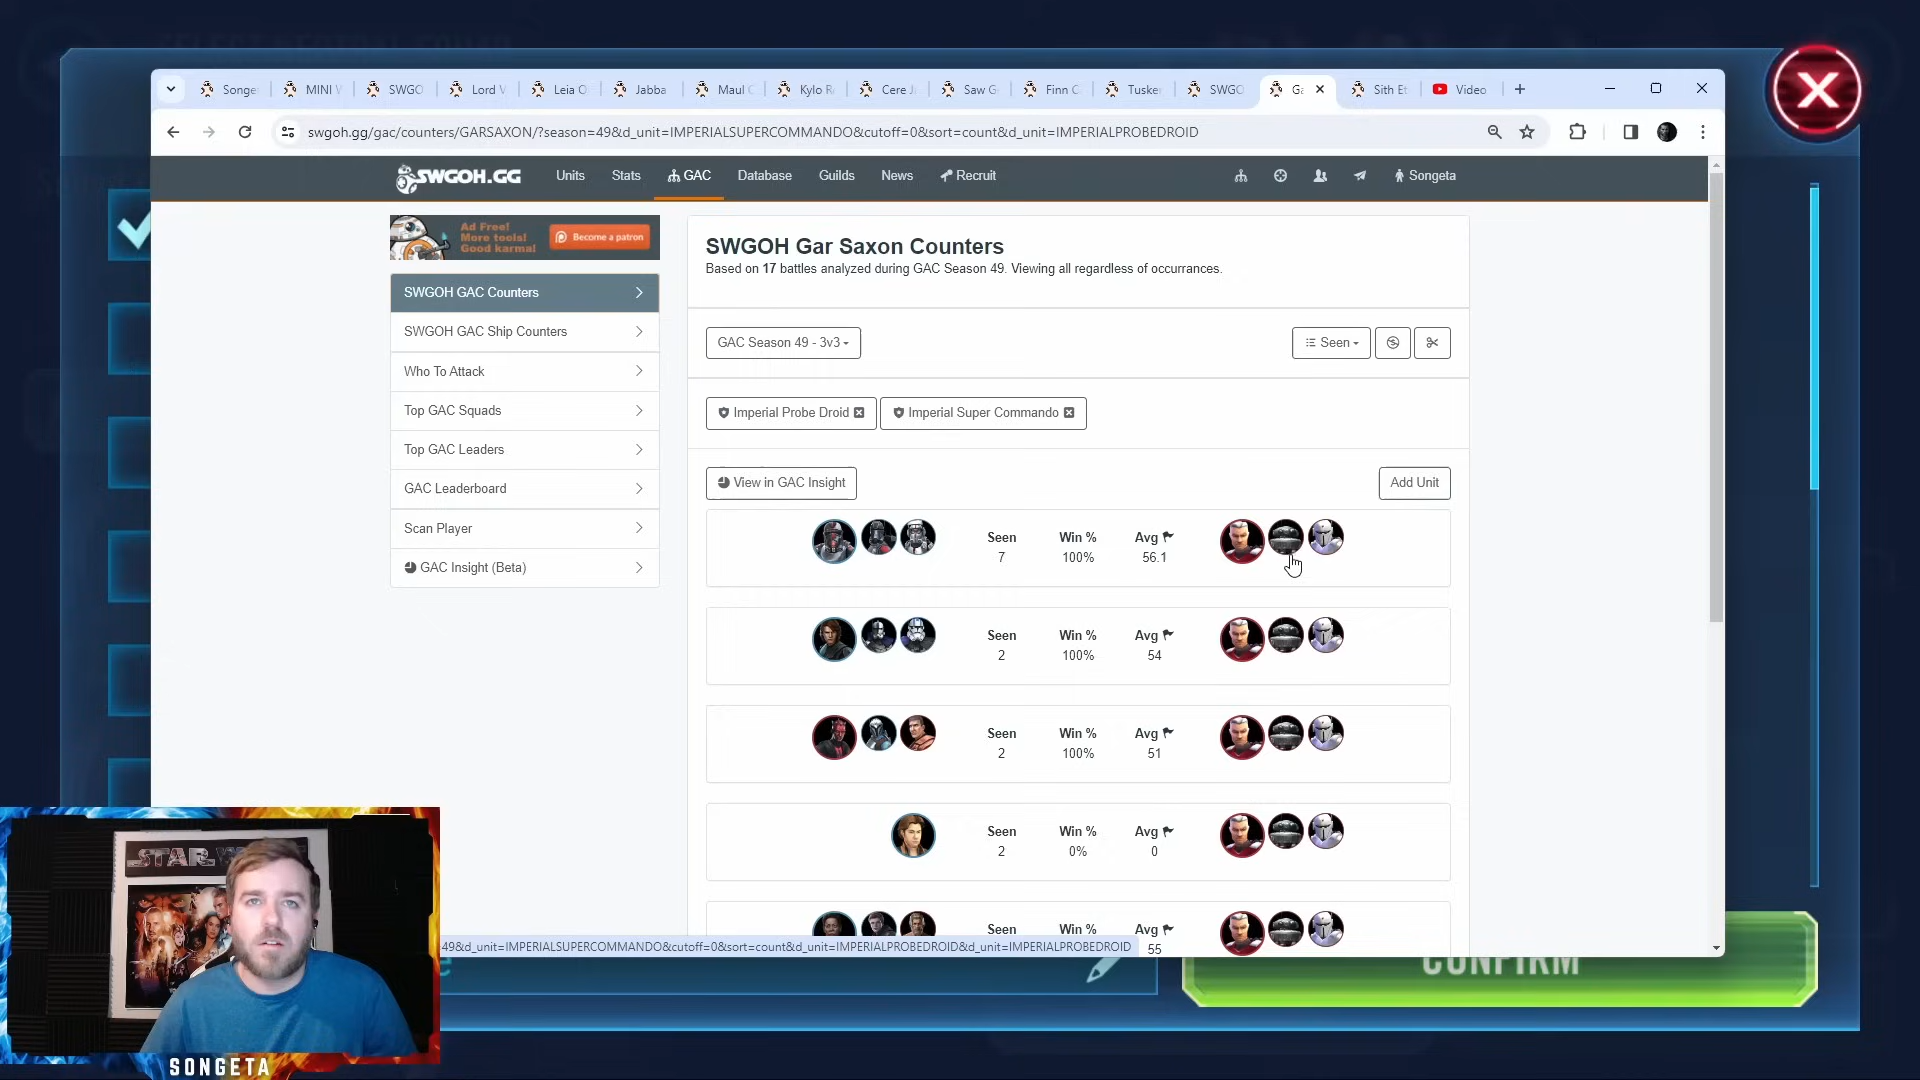 Songe
MINI
SWGO
Lord V
Leia O
Jabba
Maul C
Kylo R
Cere J
Saw G
Finn C
Tusker
SWGO
Ga
Sith Et
Video
swgoh.gg/gac/counters/GARSAXON/?season=49&d_unit=IMPERIALSUPERCOMMANDO&cutoff=0&sort=count&d_unit=IMPERIALPROBEDROID
SWGOH.GG
Units
Stats
GAC
Database
Guilds
News
Recruit
Songeta
Ad Free!
More tools!
Good karma!
Become a patron
SWGOH GAC Counters
SWGOH GAC Ship Counters
Who To Attack
Top GAC Squads
Top GAC Leaders
GAC Leaderboard
Scan Player
GAC Insight (Beta)
SWGOH Gar Saxon Counters
Based on 17 battles analyzed during GAC Season 49. Viewing all regardless of occurrances.
GAC Season 49 - 3v3
Seen
Imperial Probe Droid
Imperial Super Commando
View in GAC Insight
Add Unit
Seen Win % Avg
7 100% 56.1
Seen Win % Avg
2 100% 54
Seen Win % Avg
2 100% 51
Seen Win % Avg
2 0% 0
Seen Win % Avg
55
49&d_unit=IMPERIALSUPERCOMMANDO&cutoff=0&sort=count&d_unit=IMPERIALPROBEDROID&d_unit=IMPERIALPROBEDROID
CONFIRM
STAR WARS
SONGETA